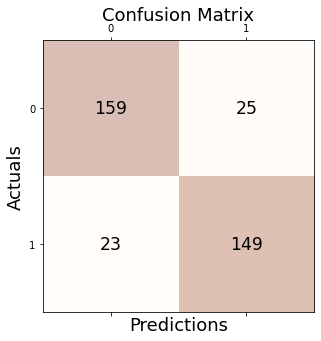 Confusion Matrix
0 1
0 159 25
Actuals
1 23 149
Predictions